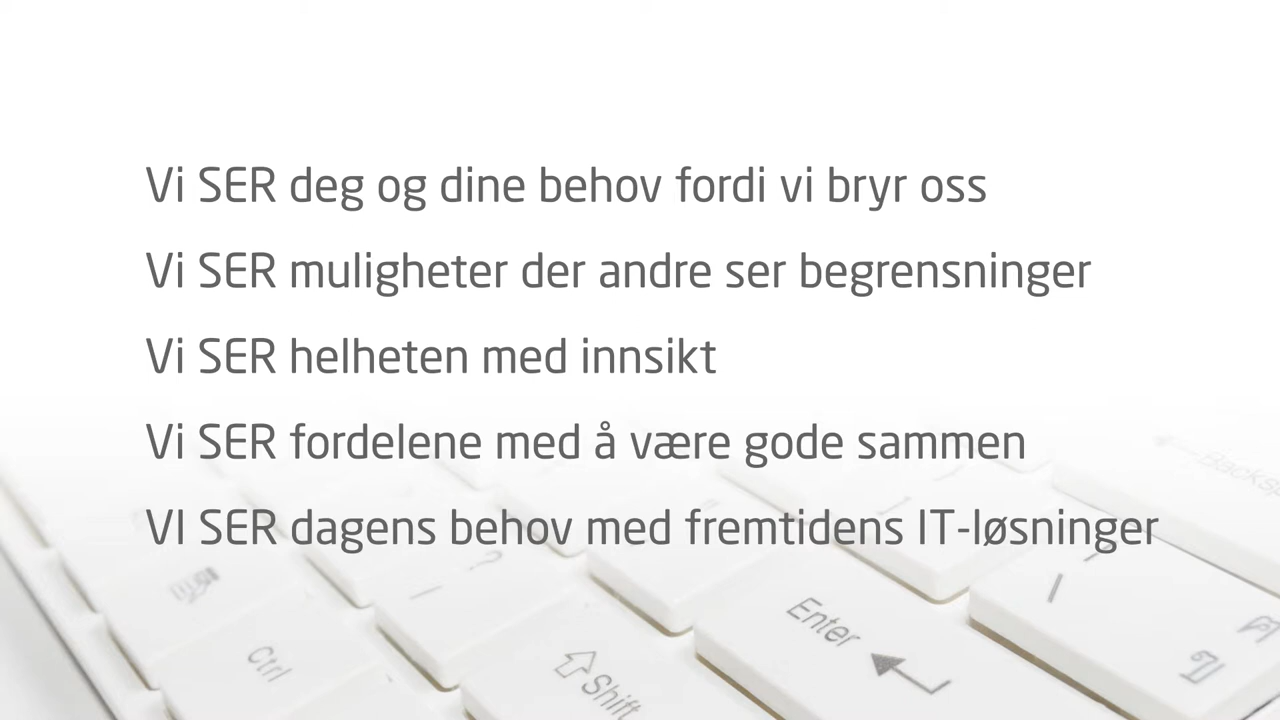 Vi SER deg og dine behov fordi vi bryr oss
Vi SER muligheter der andre ser begrensninger
Vi SER helheten med innsikt
Vi SER fordelene med å være gode sammen
VI SER dagens behov med fremtidens IT-løsninger
Enter
Ctrl
Shift